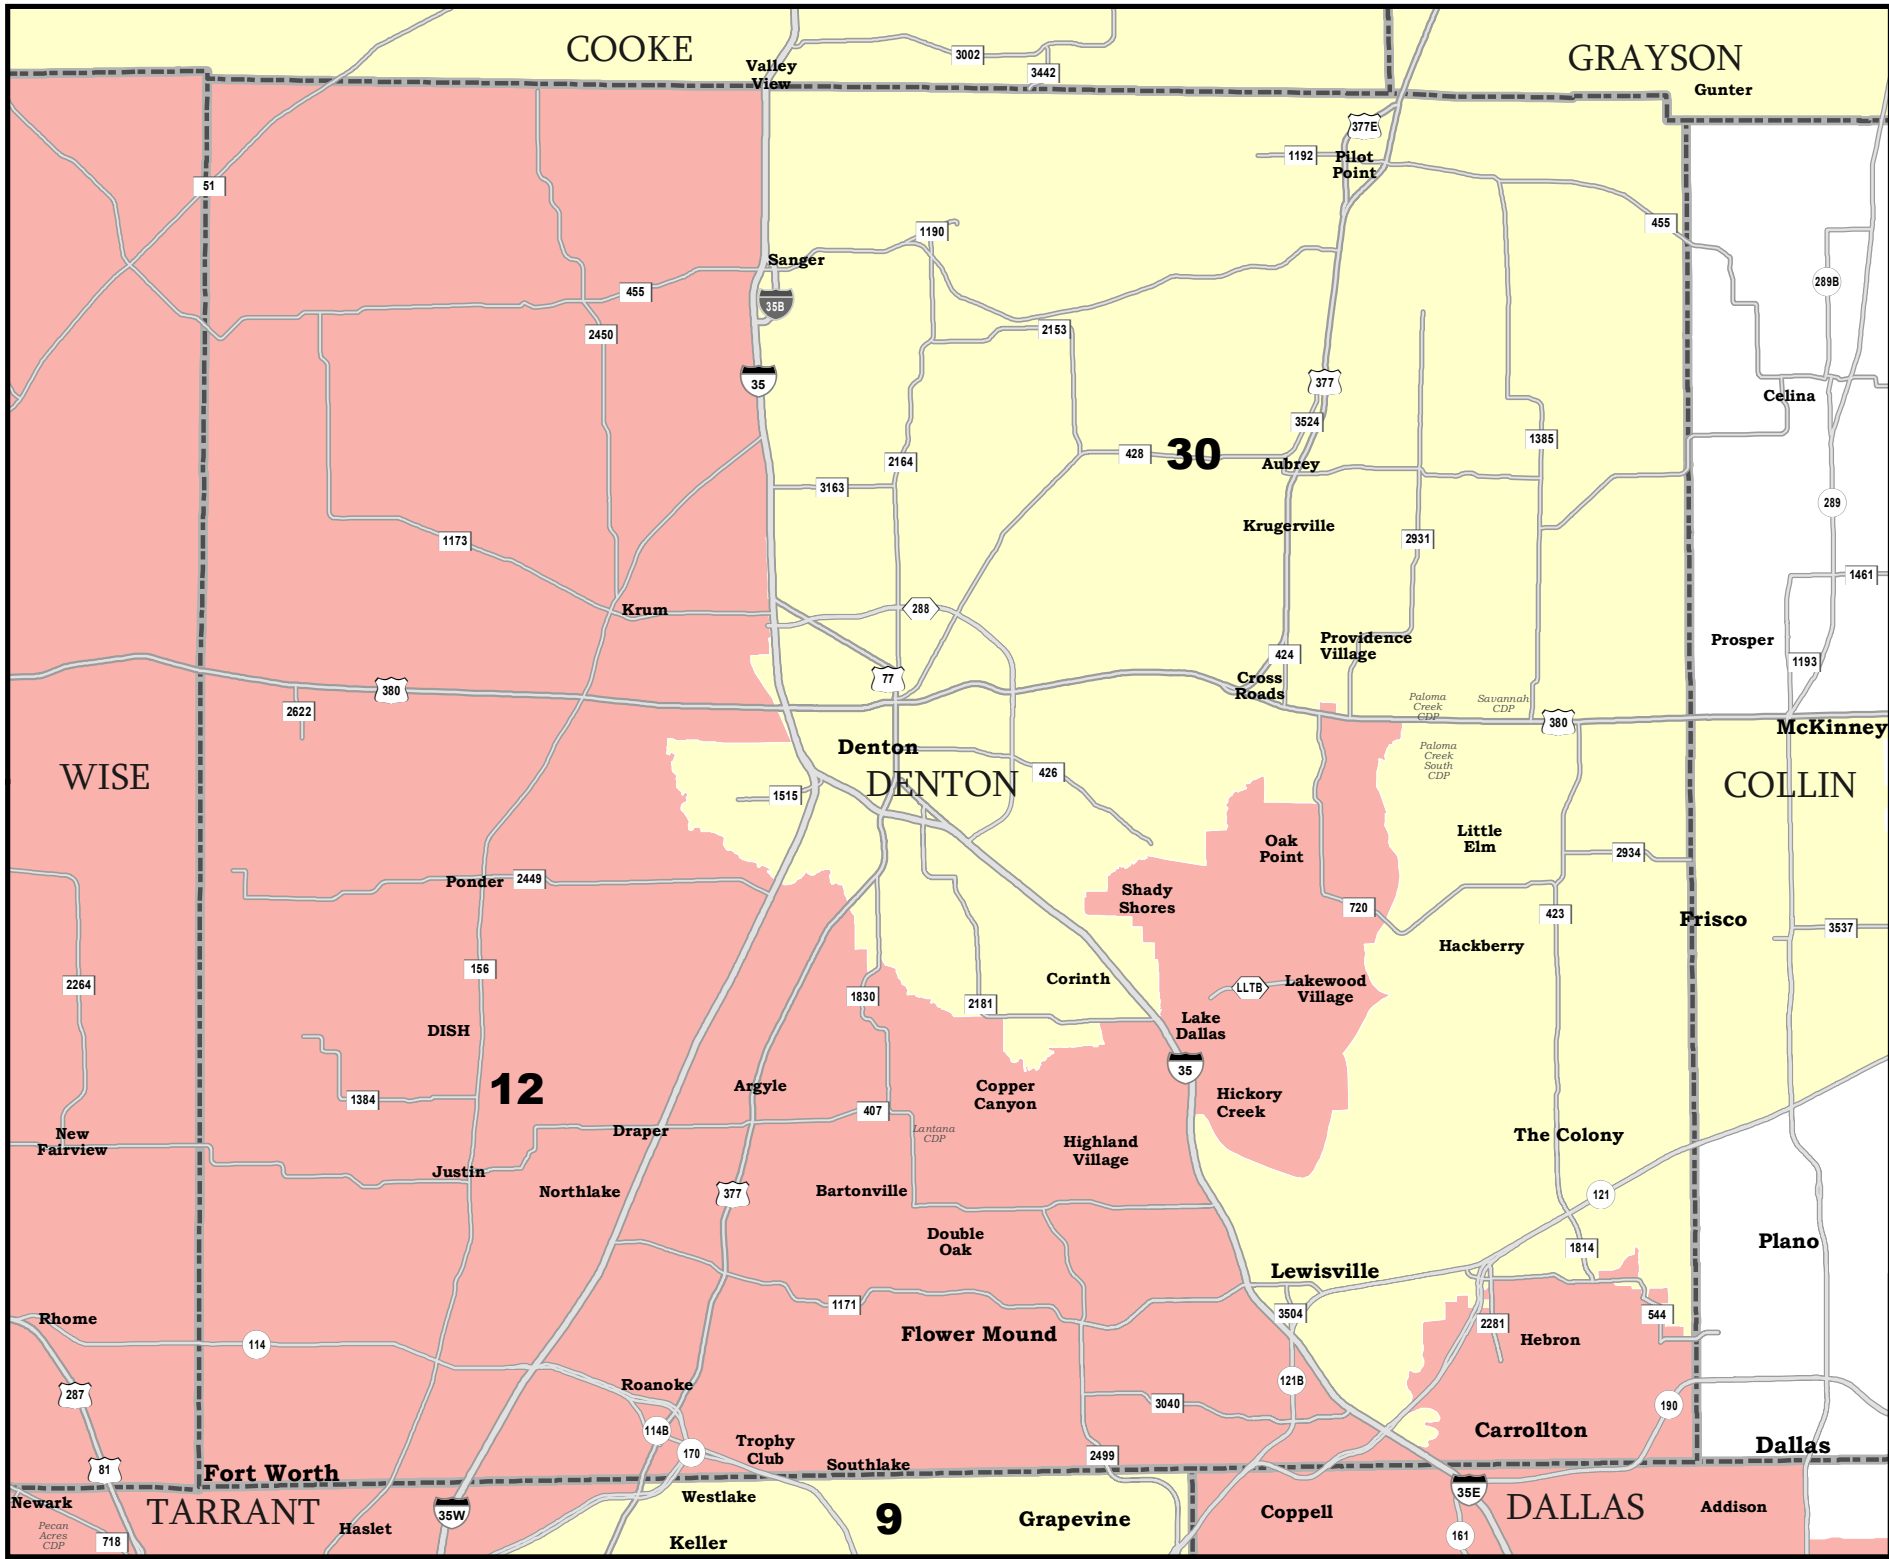 COOKE
GRAYSON
3002
Valley
View
3442
Gunter
377E
1192
Pilot
Point
51
455
1190
Sanger
289B
455
35B
2450
2153
35
377
Celina
3524
1385
428
30
2164
Aubrey
3163
289
Krugerville
1173
2931
1461
288
Krum
Providence
Village
Prosper
424
1193
77
Cross
Roads
380
Paloma
Creek
CDP
Savannah
CDP
2622
380
McKinney
Denton
Paloma
Creek
South
CDP
WISE
DENTON
426
COLLIN
1515
Little
Elm
Oak
Point
2934
Ponder
2449
Shady
Shores
720
423
Frisco
3537
Hackberry
156
Corinth
2264
LLTB
Lakewood
Village
1830
2181
DISH
Lake
Dallas
35
12
Argyle
Copper
Canyon
1384
Hickory
Creek
407
Draper
Lantana
CDP
New
Fairview
The Colony
Highland
Village
Justin
Northlake
377
Bartonville
121
Double
Oak
1814
Plano
Lewisville
1171
3504
544
Rhome
2281
Flower Mound
Hebron
114
Roanoke
121B
287
3040
190
114B
Carrollton
Trophy
Club
170
2499
Dallas
81
Fort Worth
Southlake
35E
Newark
TARRANT
35W
Westlake
9
Grapevine
Coppell
DALLAS
Addison
Pecan
Acres
CDP
718
Haslet
Keller
161